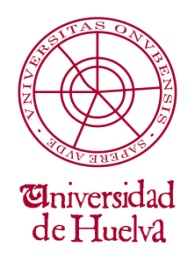 VNIVERSITAS ONVBENSIS · SAPERE AVDE ·
Universidad
de Huelva